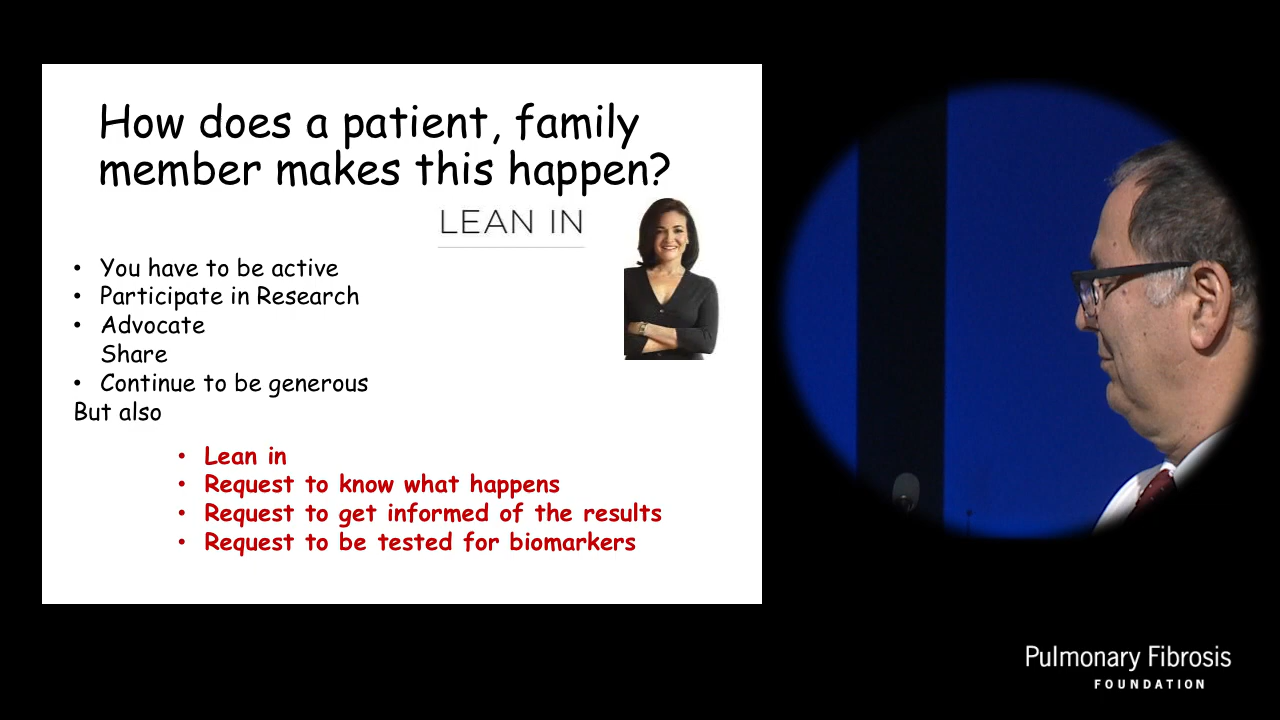 How does a patient, family
member makes this happen?
LEAN IN
• You have to be active
• Participate in Research
• Advocate
Share
• Continue to be generous
But also
• Lean in
• Request to know what happens
• Request to get informed of the results
• Request to be tested for biomarkers
Pulmonary Fibrosis
FOUNDATION